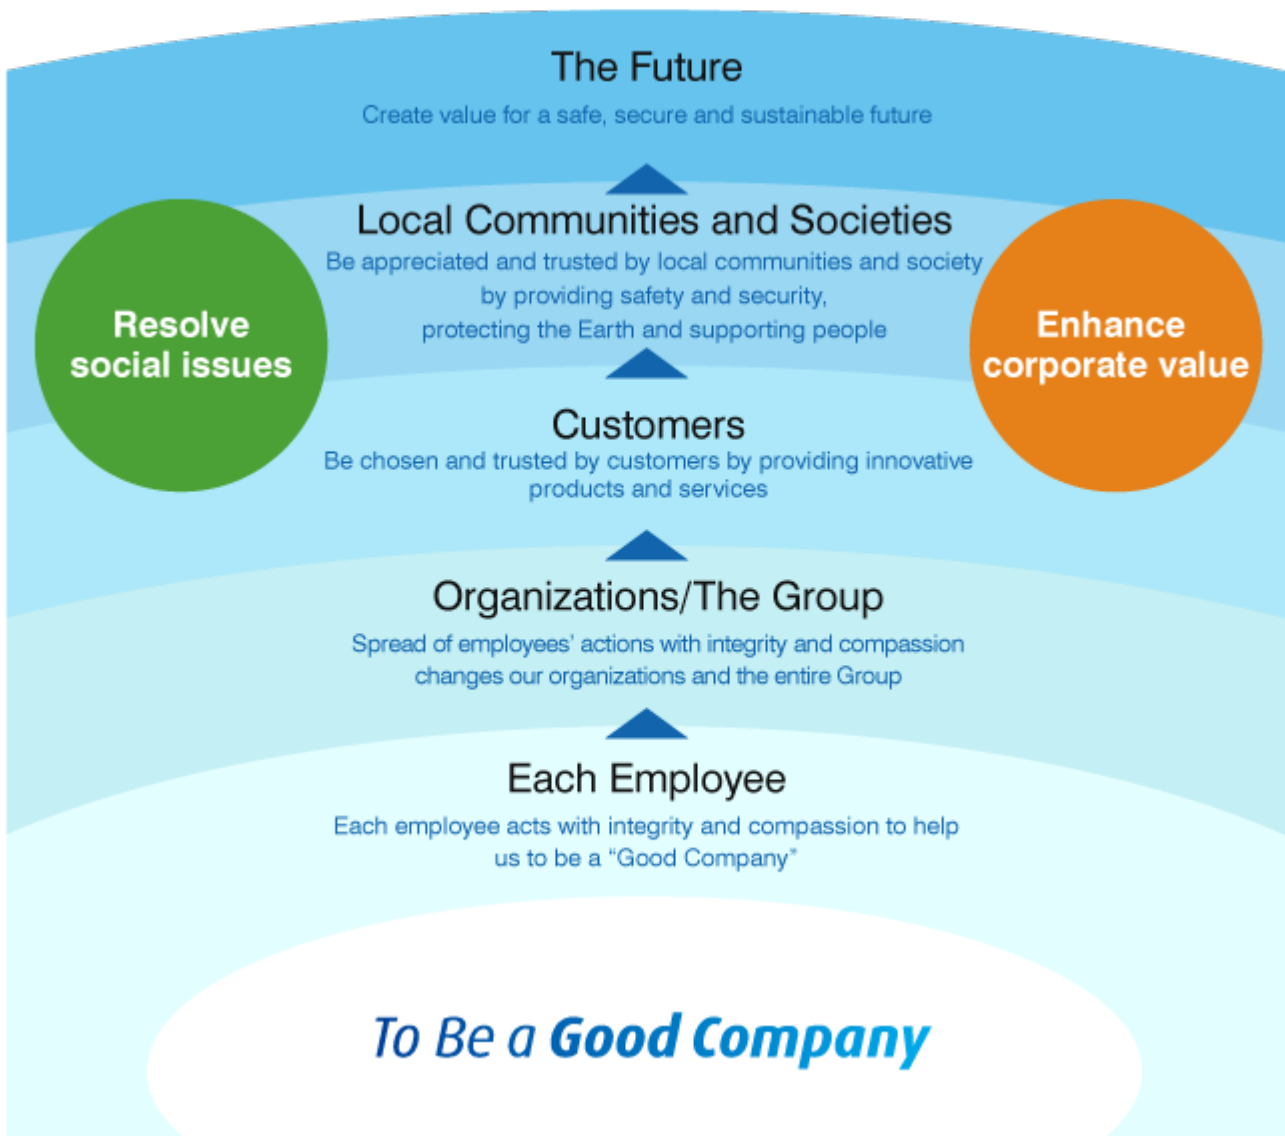 The Future
Create value for a safe, secure and sustainable future
Local Communities and Societies
Be appreciated and trusted by local communities and society
by providing safety and security,
protecting the Earth and supporting people
Resolve
social issues
Enhance
corporate value
Customers
Be chosen and trusted by customers by providing innovative
products and services
Organizations/The Group
Spread of employees’ actions with integrity and compassion
changes our organizations and the entire Group
Each Employee
Each employee acts with integrity and compassion to help
us to be a “Good Company”
To Be a Good Company